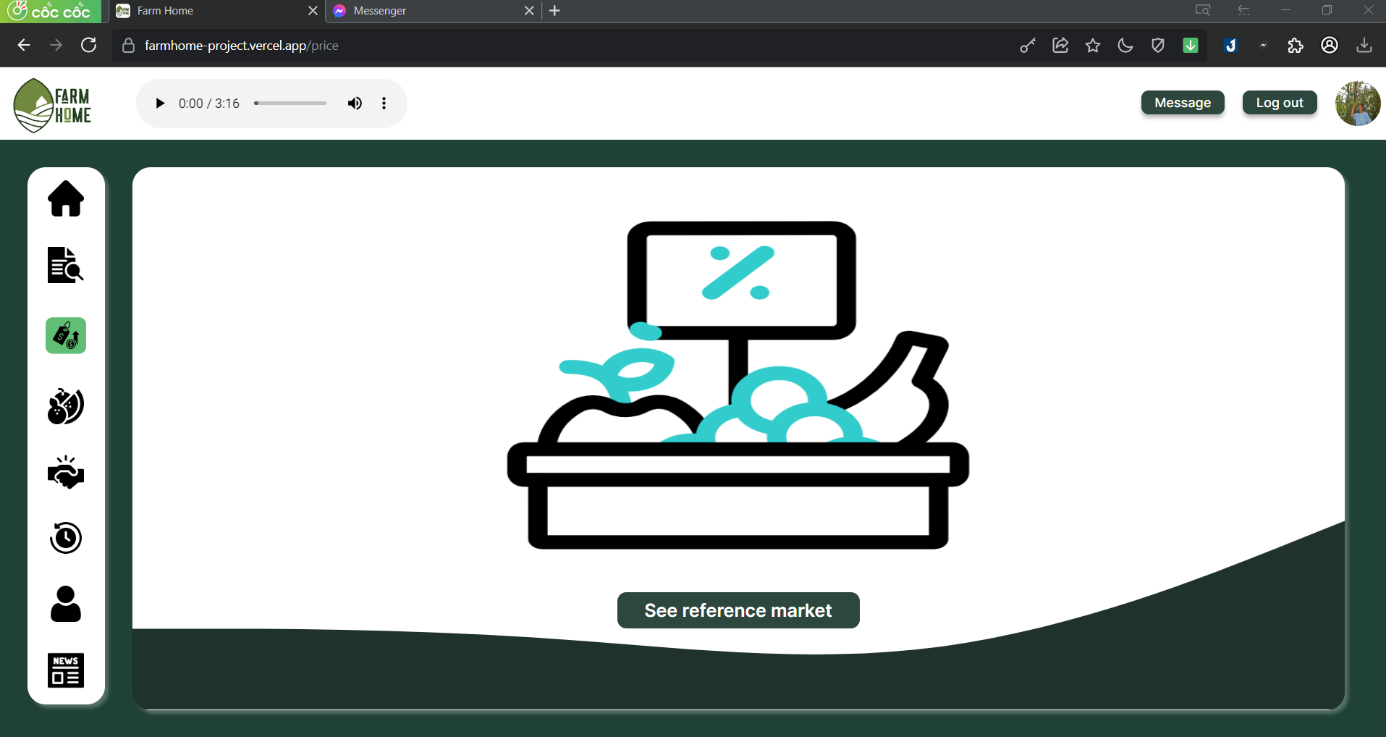 cốc cốc
Farm Home
Messenger
farmhome-project.vercel.app/price
FARM
HOME
0:00 / 3:16
Message
Log out
NEWS
See reference market